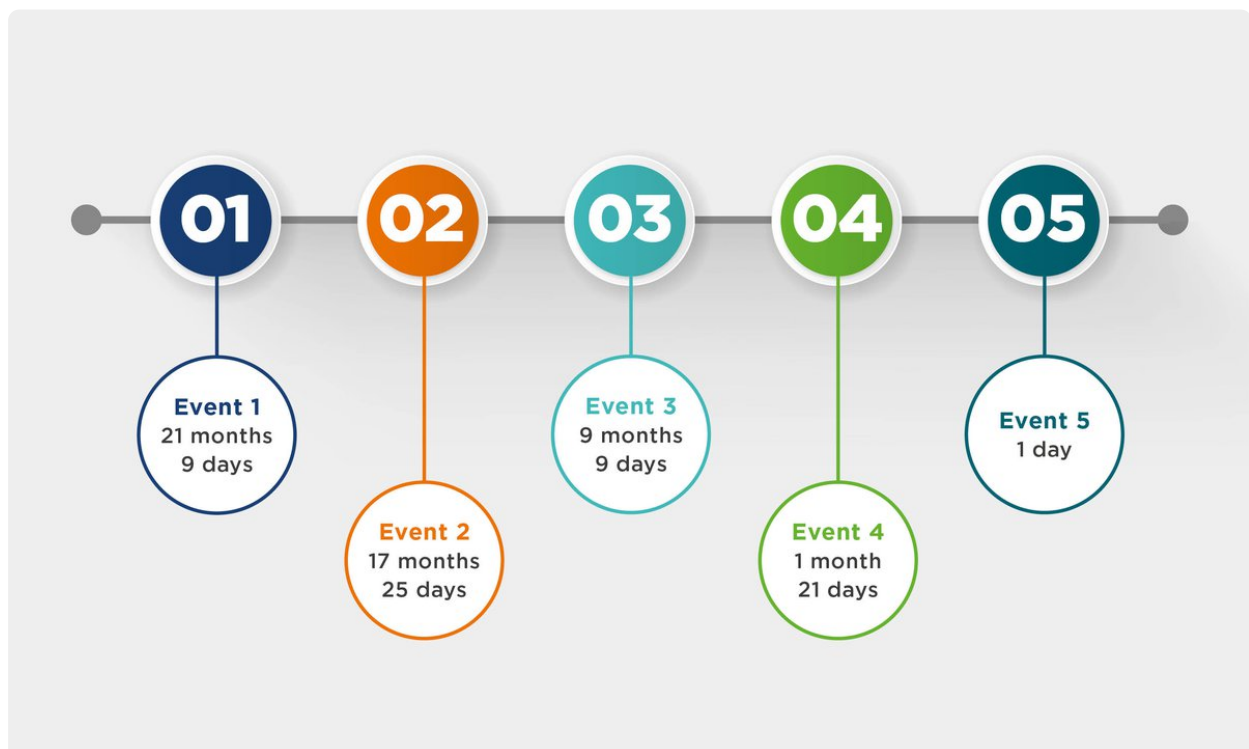 01
02
03
04
05
Event 1
21 months
9 days
Event 2
17 months
25 days
Event 3
9 months
9 days
Event 4
1 month
21 days
Event 5
1 day